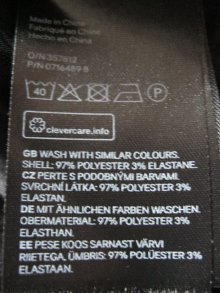 Made in China
Fabriqué en Chine
Hecho en China
O/N 357812
P/N 0716489 8
40
P
clevercare.info
GB WASH WITH SIMILAR COLOURS.
SHELL: 97% POLYESTER 3% ELASTANE.
CZ PERTE S PODOBNÝMI BARVAMI.
SVRCHNÍ LÁTKA: 97% POLYESTER 3%
ELASTAN.
DE MIT ÄHNLICHEN FARBEN WASCHEN.
OBERMATERIAL: 97% POLYESTER 3%
ELASTHAN.
EE PESE KOOS SARNAST VÄRVI
RIIETEGA. ÜMBRIS: 97% POLÜESTER 3%
ELASTAAN.